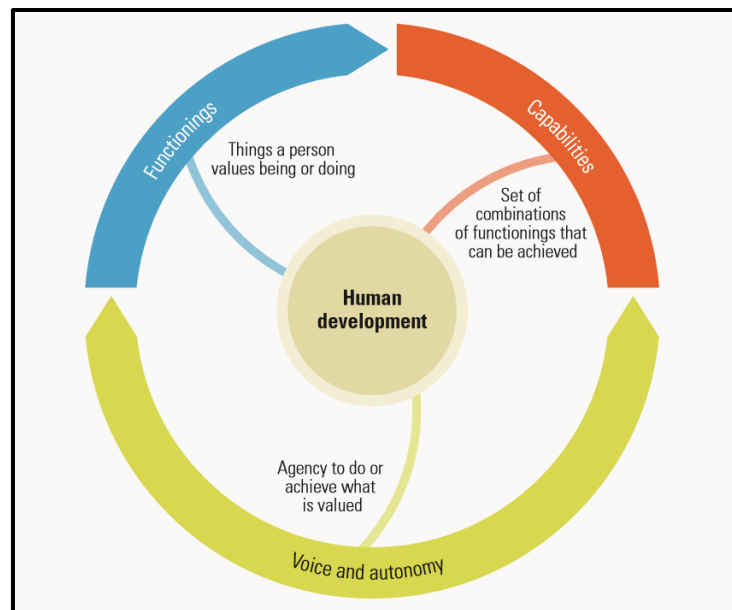 Functionings
Things a person
values being or doing
Capabilities
Set of
combinations
of functionings that
can be achieved
Human
development
Agency to do or
achieve what
is valued
Voice and autonomy